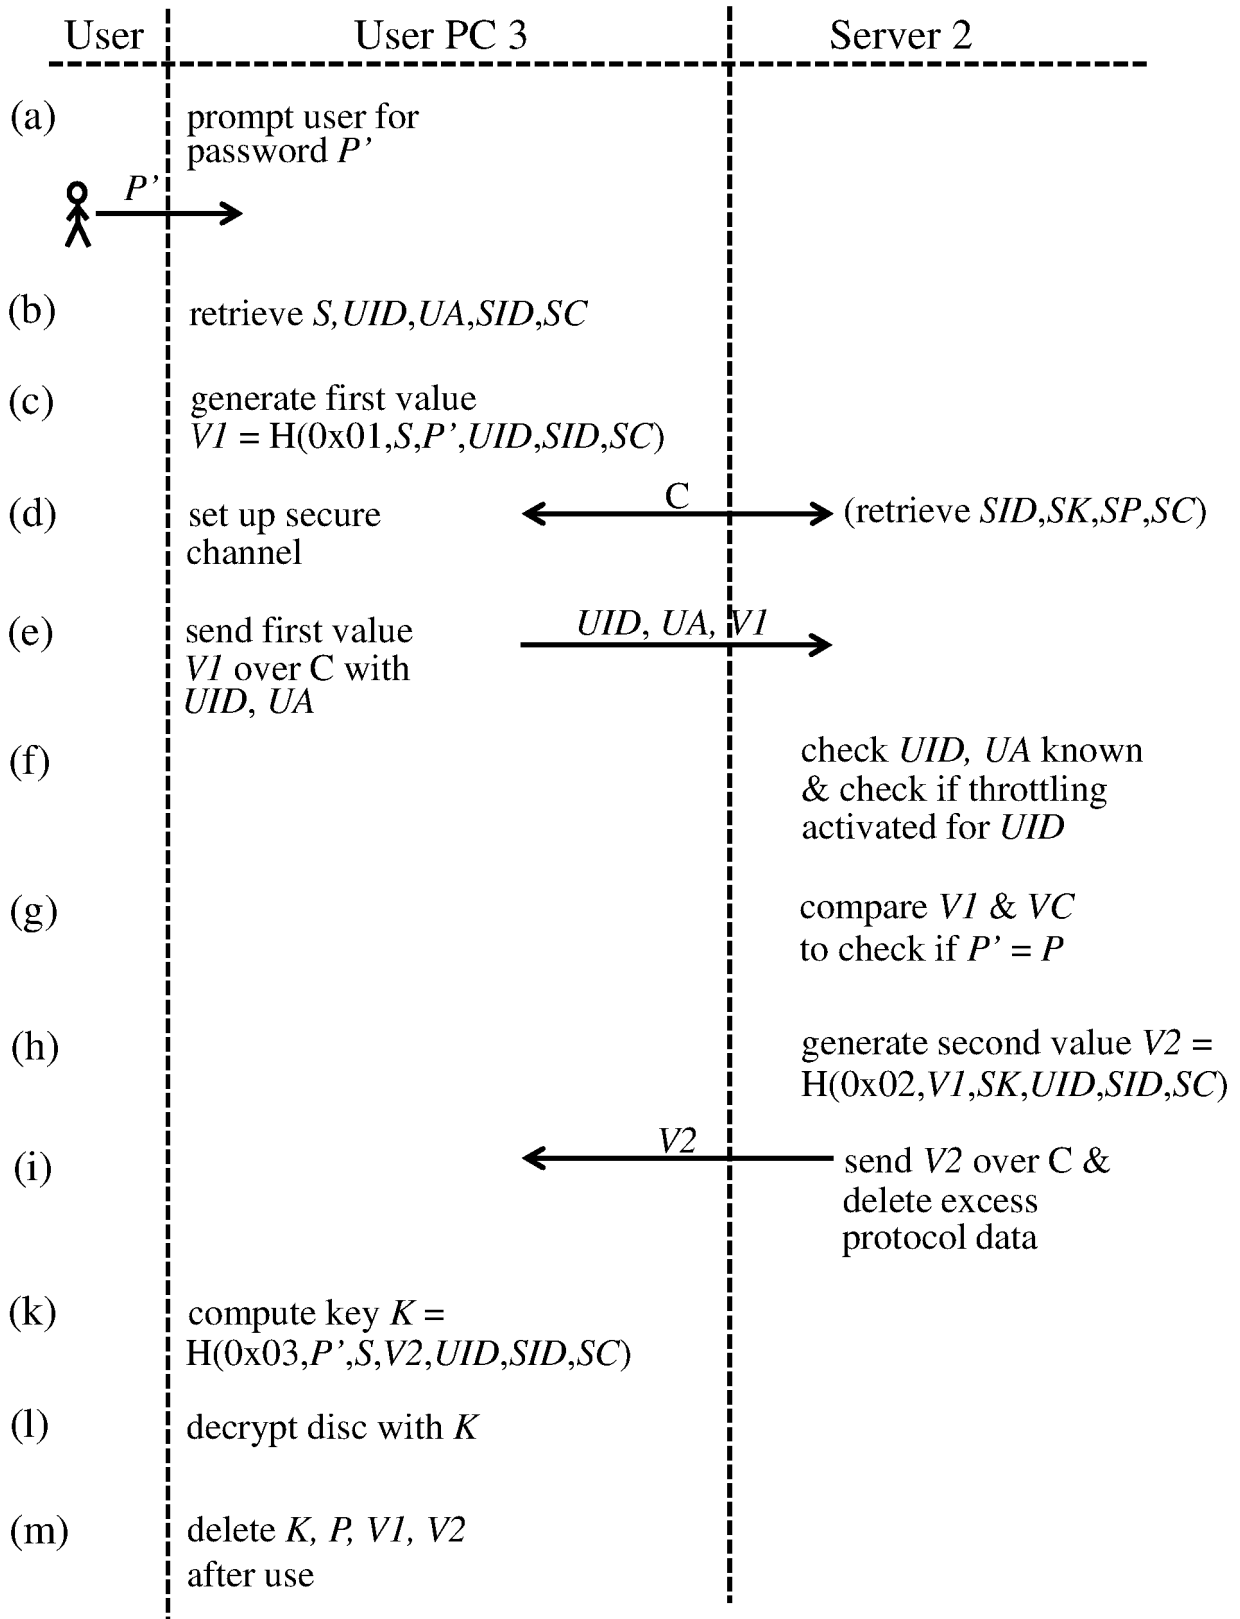 User User PC 3 Server 2
(a) prompt user for
password P’
P’
(b) retrieve S,UID,UA,SID,SC
(c) generate first value
V1 = H(0x01,S,P’,UID,SID,SC)
C
(d) set up secure (retrieve SID,SK,SP,SC)
channel
UID, UA, V1
(e) send first value
V1 over C with
UID, UA
(f) check UID, UA known
& check if throttling
activated for UID
(g) compare V1 & VC
to check if P’ = P
(h) generate second value V2 =
H(0x02,V1,SK,UID,SID,SC)
V2
(i) send V2 over C &
delete excess
protocol data
(k) compute key K =
H(0x03,P’,S,V2,UID,SID,SC)
(l) decrypt disc with K
(m) delete K, P, V1, V2
after use